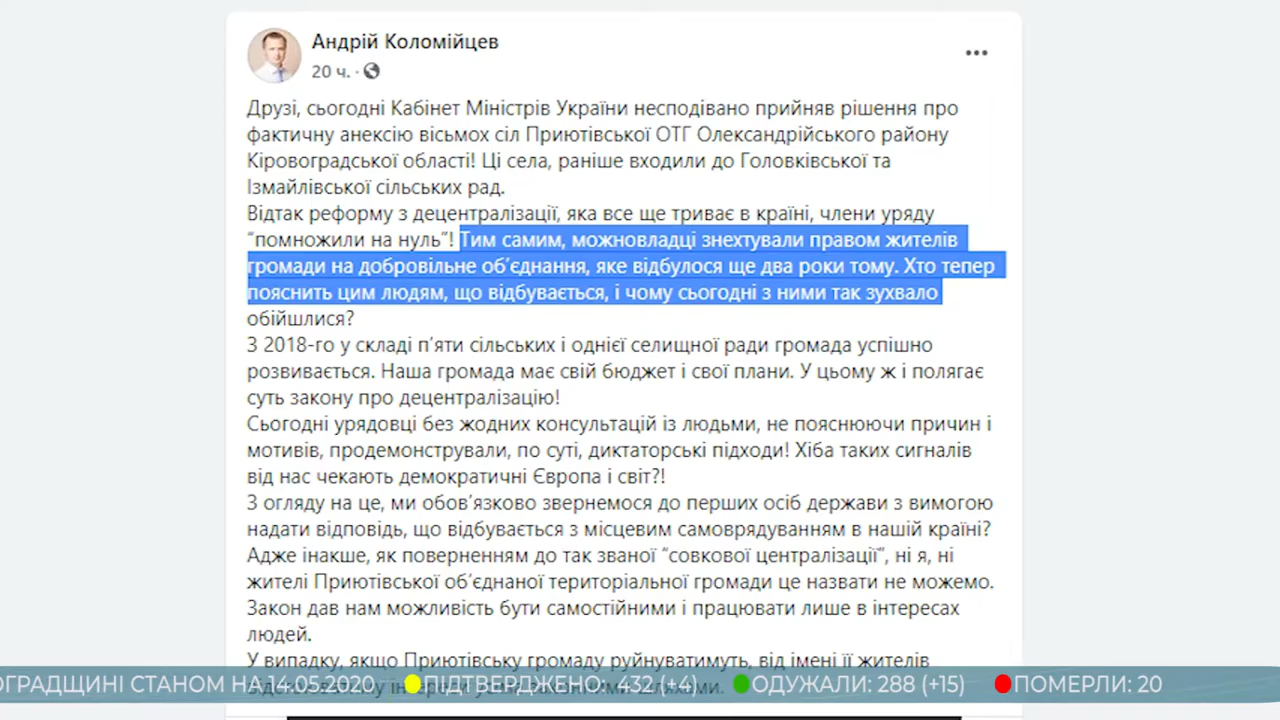 Андрій Коломійцев
20 ч. ·
Друзі, сьогодні Кабінет Міністрів України несподівано прийняв рішення про
фактичну анексію вісьмох сіл Приютівської ОТГ Олександрійського району
Кіровоградської області! Ці села, раніше входили до Головківської та
Ізмайлівської сільських рад.
Відтак реформу з децентралізації, яка все ще триває в країні, члени уряду
“помножили на нуль”! Тим самим, можновладці знехтували правом жителів
громади на добровільне об’єднання, яке відбулося ще два роки тому. Хто тепер
пояснить цим людям, що відбувається, і чому сьогодні з ними так зухвало
обійшлися?
З 2018-го у складі п’яти сільських і однієї селищної ради громада успішно
розвивається. Наша громада має свій бюджет і свої плани. У цьому ж і полягає
суть закону про децентралізацію!
Сьогодні урядовці без жодних консультацій із людьми, не пояснюючи причин і
мотивів, продемонстрували, по суті, диктаторські підходи! Хіба таких сигналів
від нас чекають демократичні Європа і світ?!
З огляду на це, ми обов’язково звернемося до перших осіб держави з вимогою
надати відповідь, що відбувається з місцевим самоврядуванням в нашій країні?
Адже інакше, як поверненням до так званої “совкової централізації”, ні я, ні
жителі Приютівської об’єднаної територіальної громади це назвати не можемо.
Закон дав нам можливість бути самостійними і працювати лише в інтересах
людей.
У випадку, якщо Приютівську громаду руйнуватимуть, від імені її жителів
ОГРАДЩИНІ СТАНОМ НА 14.05.2020 ПІДТВЕРДЖЕНО: 432 (+4) ОДУЖАЛИ: 288 (+15) ПОМЕРЛИ: 20